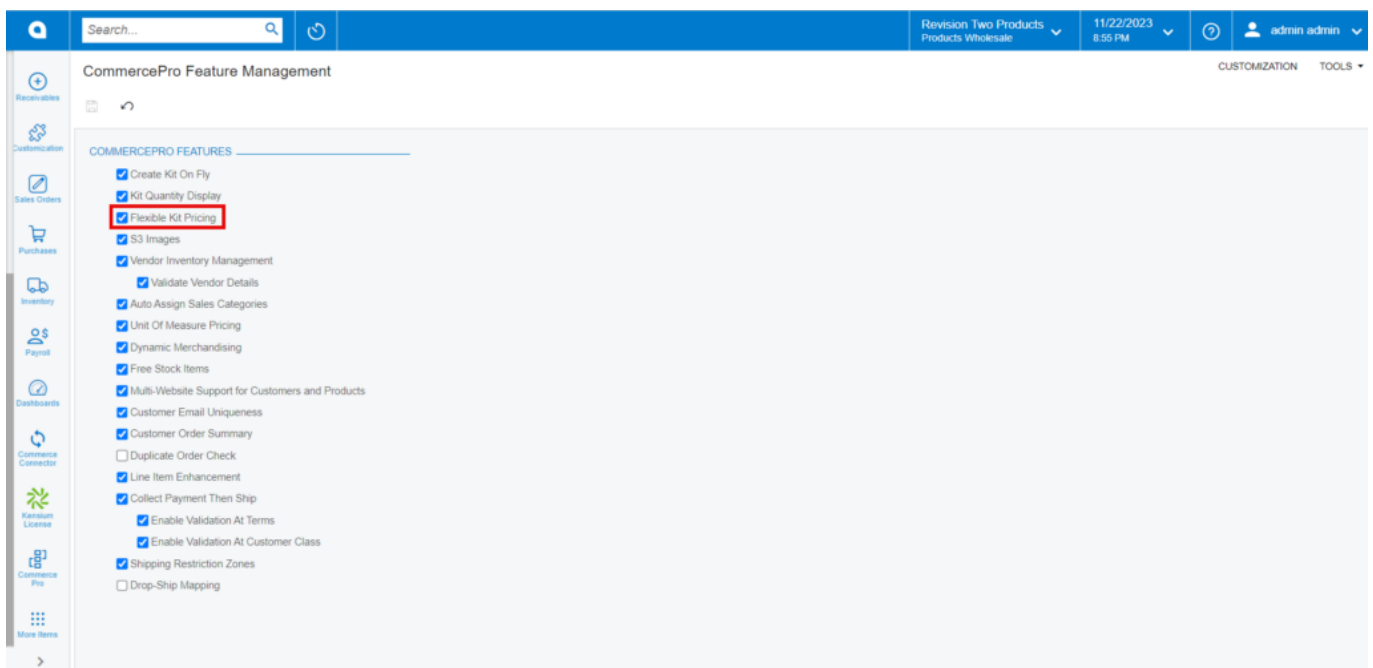 Search...
Revision Two Products
Products Wholesale
11/22/2023
8:55 PM
admin admin
CommercePro Feature Management
CUSTOMIZATION TOOLS
Receivables
Customization
Sales Orders
Purchases
Inventory
Payroll
Dashboards
Commerce
Connector
Kensium
License
Commerce
Pro
More Items
COMMERCEPRO FEATURES
Create Kit On Fly
Kit Quantity Display
Flexible Kit Pricing
S3 Images
Vendor Inventory Management
Validate Vendor Details
Auto Assign Sales Categories
Unit Of Measure Pricing
Dynamic Merchandising
Free Stock Items
Multi-Website Support for Customers and Products
Customer Email Uniqueness
Customer Order Summary
Duplicate Order Check
Line Item Enhancement
Collect Payment Then Ship
Enable Validation At Terms
Enable Validation At Customer Class
Shipping Restriction Zones
Drop-Ship Mapping